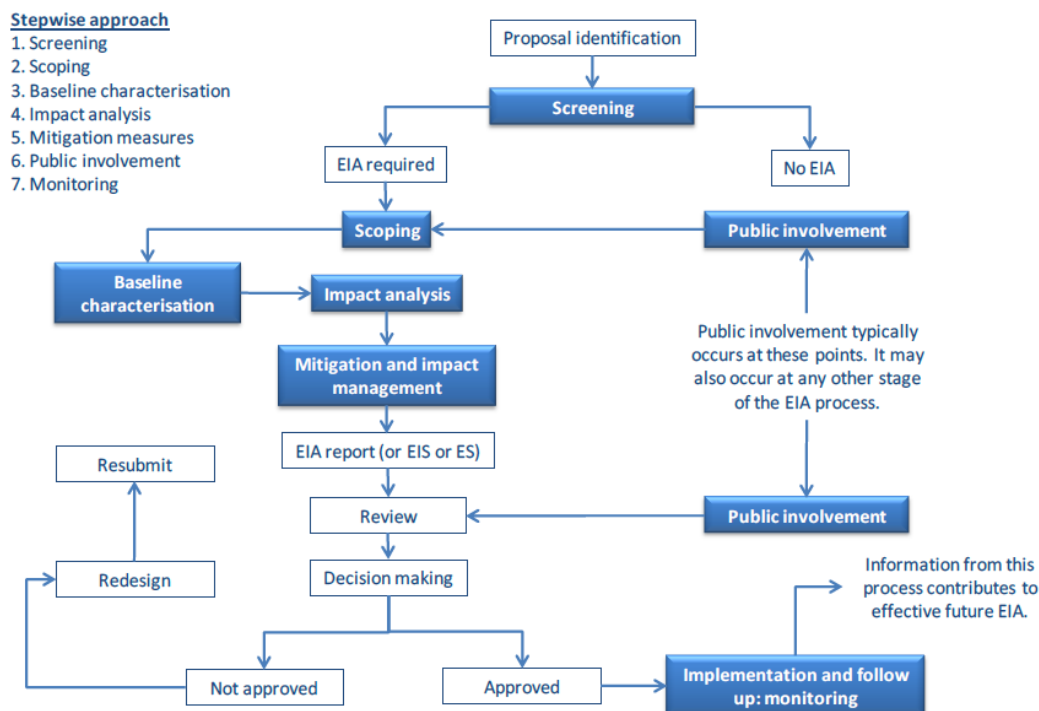 Stepwise approach
1. Screening
2. Scoping
3. Baseline characterisation
4. Impact analysis
5. Mitigation measures
6. Public involvement
7. Monitoring
Proposal identification
Screening
EIA required
No EIA
Scoping
Public involvement
Baseline
characterisation
Impact analysis
Public involvement typically
occurs at these points. It may
also occur at any other stage
of the EIA process.
Mitigation and impact
management
EIA report (or EIS or ES)
Resubmit
Review
Public involvement
Redesign
Decision making
Information from this
process contributes to
effective future EIA.
Not approved
Approved
Implementation and follow
up: monitoring